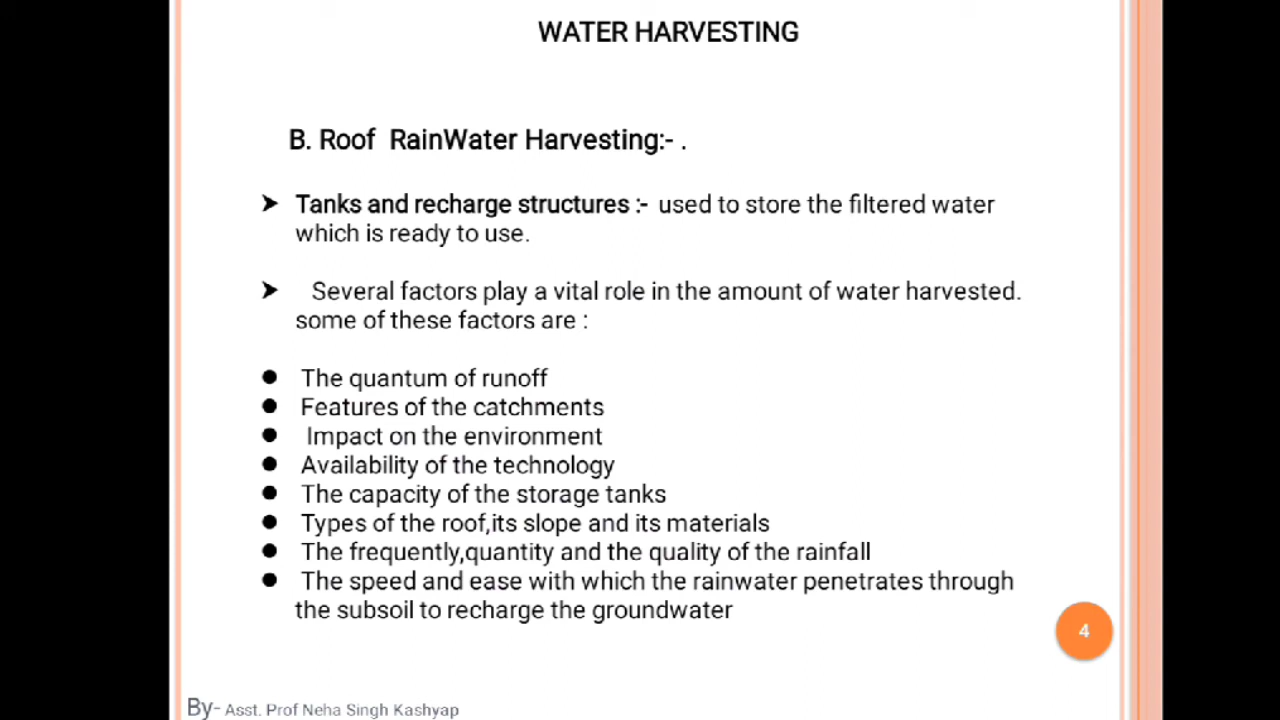 WATER HARVESTING
B. Roof RainWater Harvesting:- .
➤ Tanks and recharge structures :- used to store the filtered water
which is ready to use.
➤ Several factors play a vital role in the amount of water harvested.
some of these factors are :
● The quantum of runoff
● Features of the catchments
● Impact on the environment
● Availability of the technology
● The capacity of the storage tanks
● Types of the roof,its slope and its materials
● The frequently,quantity and the quality of the rainfall
● The speed and ease with which the rainwater penetrates through
the subsoil to recharge the groundwater
4
By- Asst. Prof Neha Singh Kashyap